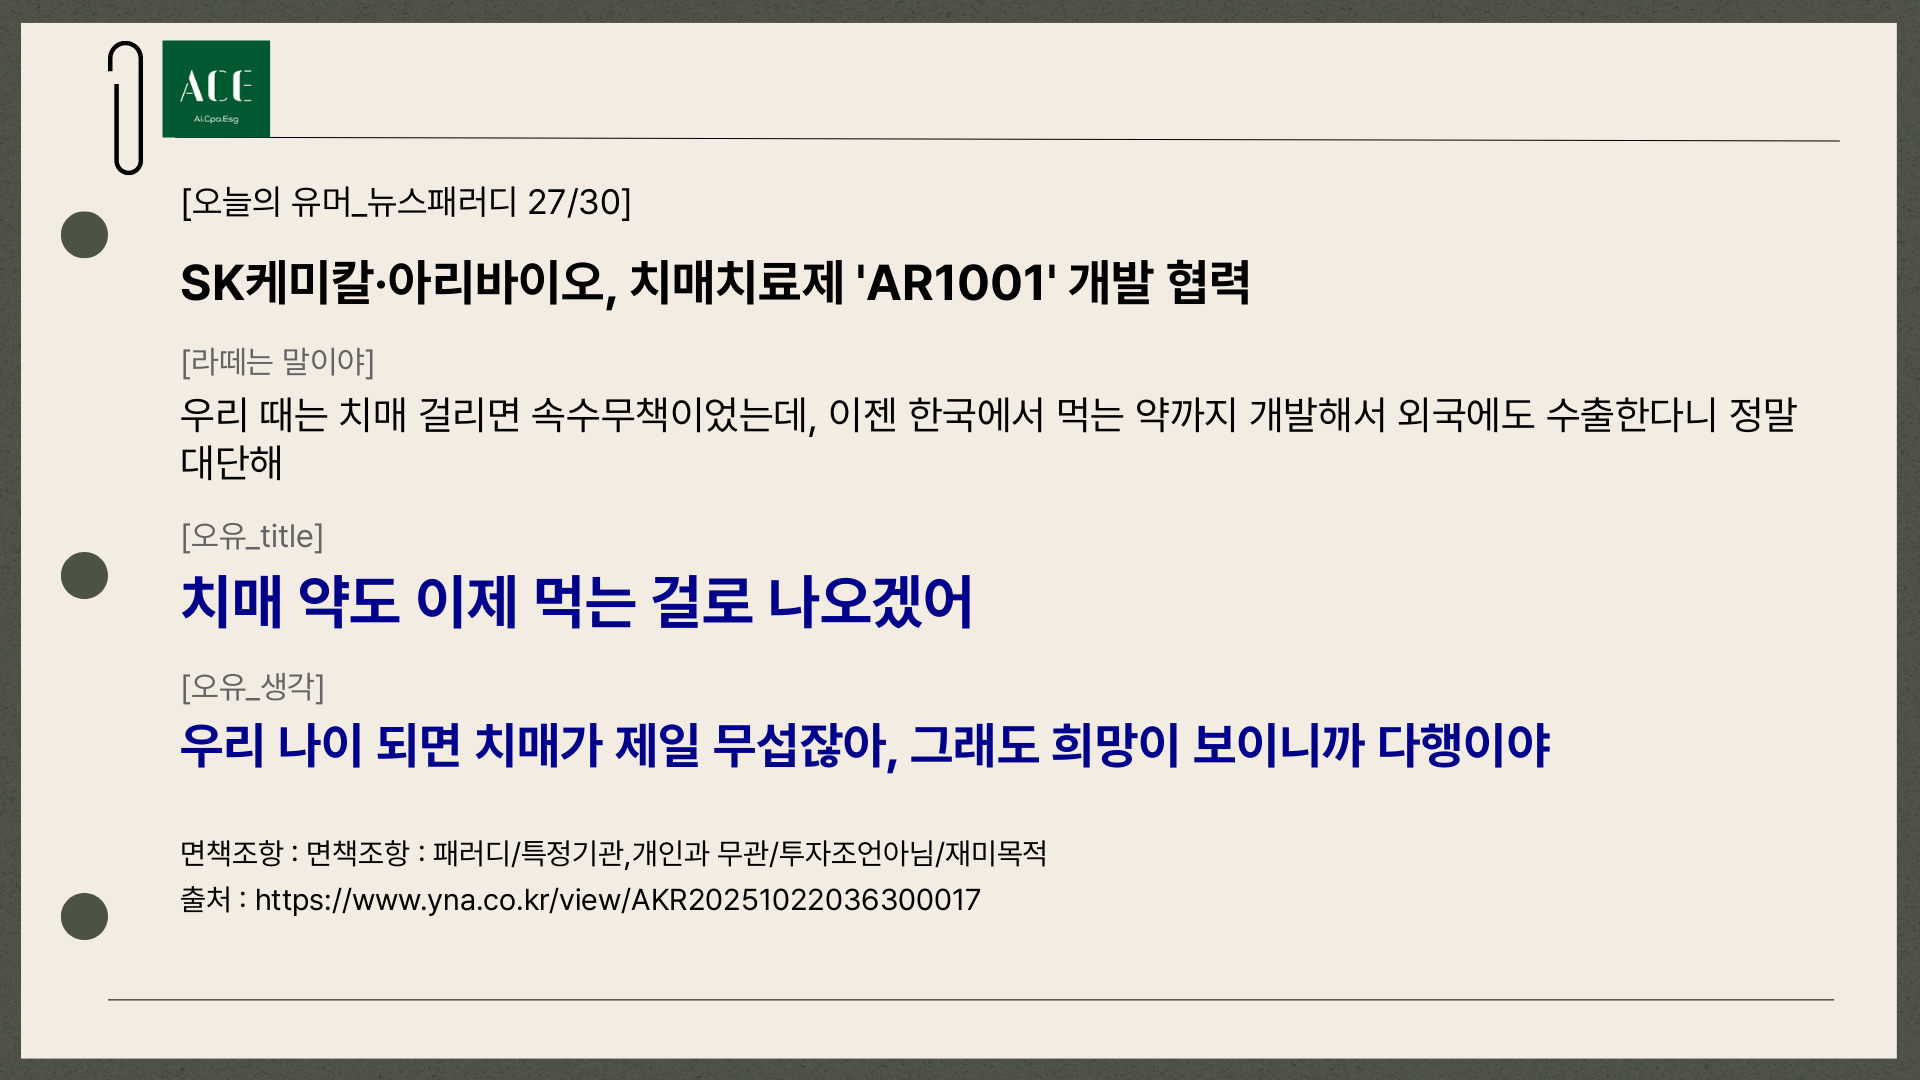 ACE
Ai.Cpa.Esg
[오늘의 유머_뉴스패러디 27/30]
SK케미칼·아리바이오, 치매치료제 'AR1001' 개발 협력
[라떼는 말이야]
우리 때는 치매 걸리면 속수무책이었는데, 이젠 한국에서 먹는 약까지 개발해서 외국에도 수출한다니 정말
대단해
[오유_title]
치매 약도 이제 먹는 걸로 나오겠어
[오유_생각]
우리 나이 되면 치매가 제일 무섭잖아, 그래도 희망이 보이니까 다행이야
면책조항 : 면책조항 : 패러디/특정기관,개인과 무관/투자조언아님/재미목적
출처 : https://www.yna.co.kr/view/AKR20251022036300017